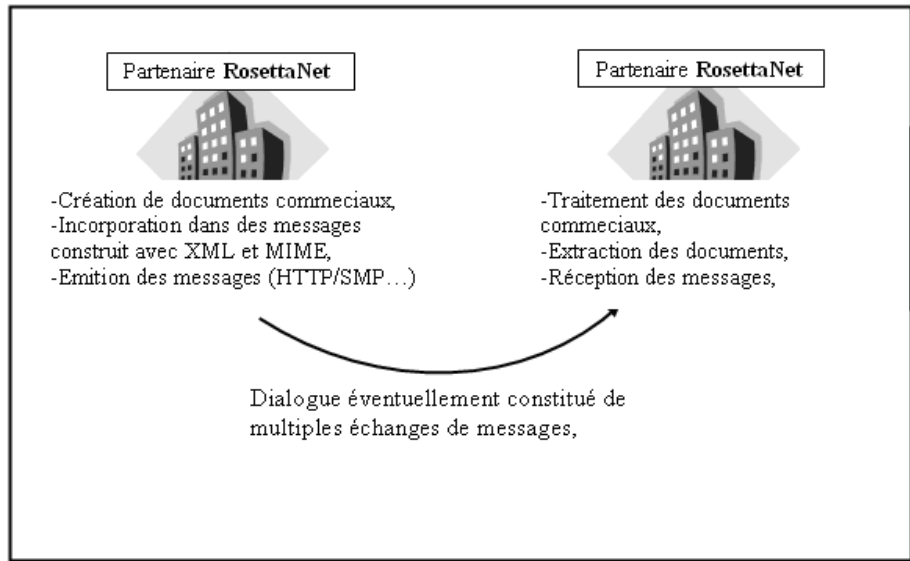 Partenaire RosettaNet
Partenaire RosettaNet
-Création de documents commeciaux,
-Incorporation dans des messages
construit avec XML et MIME,
-Emition des messages (HTTP/SMP…)
-Traitement des documents
commeciaux,
-Extraction des documents,
-Réception des messages,
Dialogue éventuellement constitué de
multiples échanges de messages,